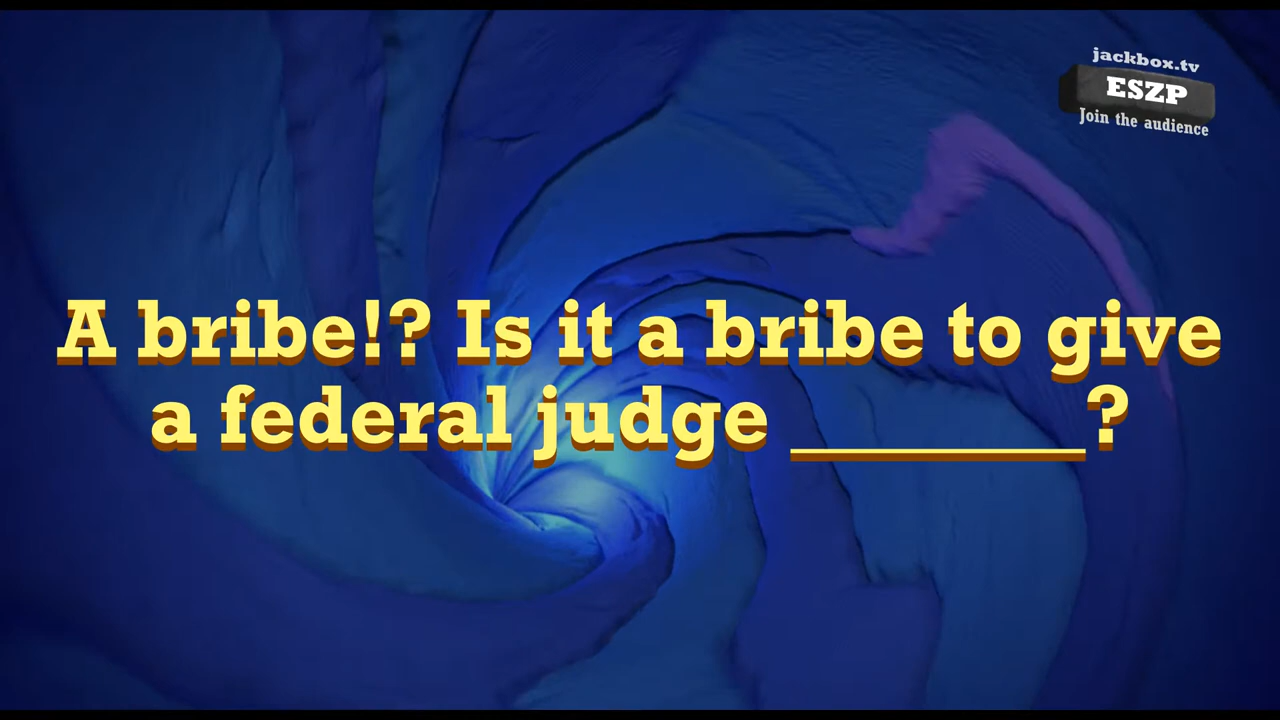 jackbox.tv
ESZP
Join the audience
A bribe!? Is it a bribe to give
a federal judge ________?